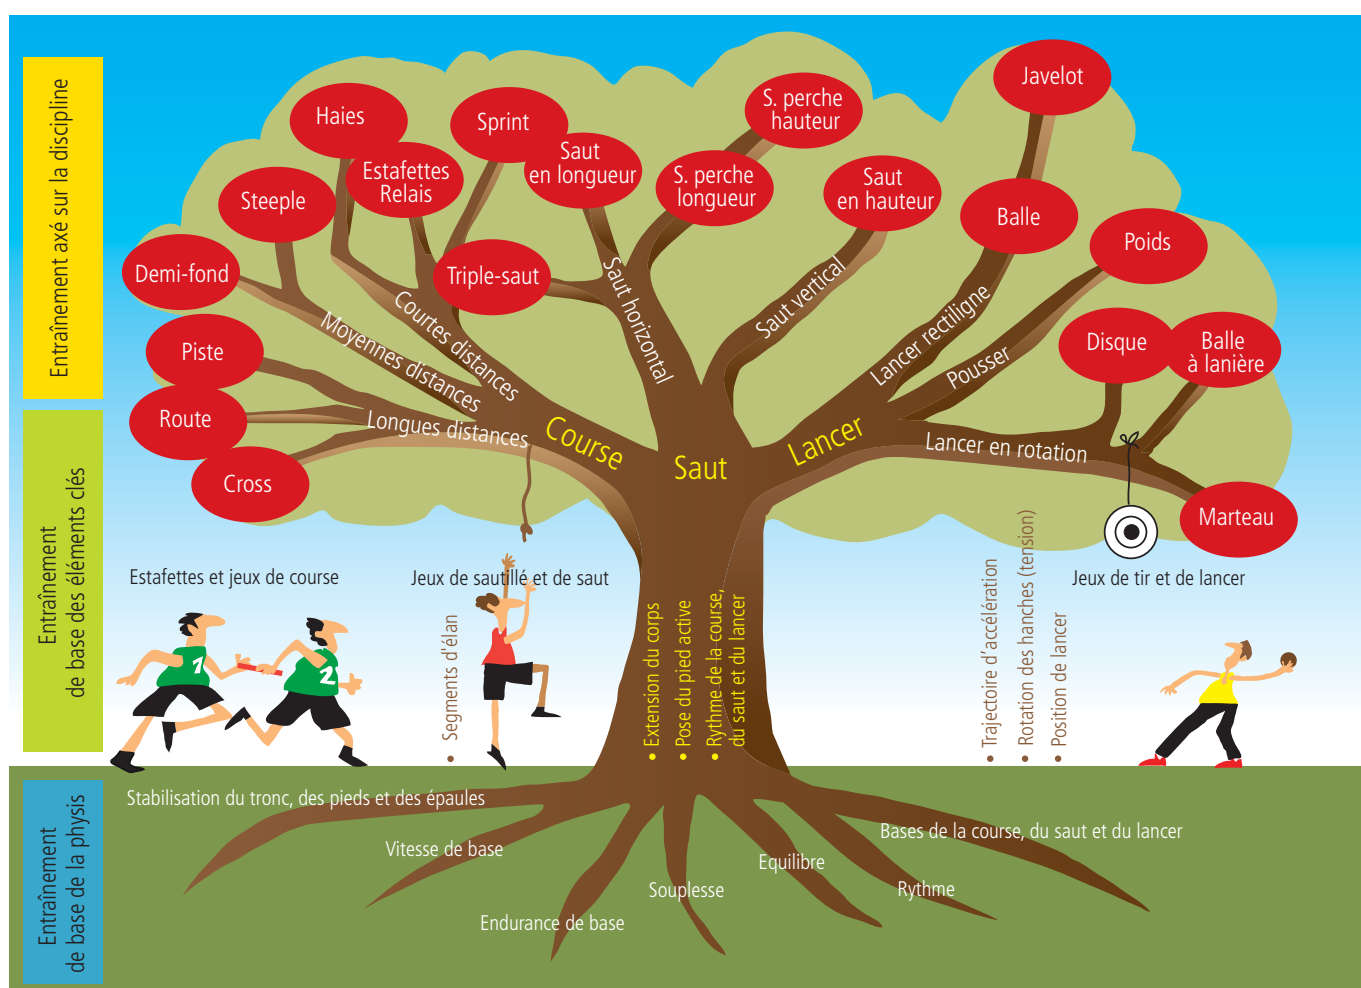 Entraînement axé sur la discipline
Haies
Sprint
Saut
en longueur
Estafettes
Relais
Steeple
Demi-fond
Triple-saut
Piste
Route
Cross
S. perche
hauteur
S. perche
longueur
Saut
en hauteur
Javelot
Balle
Poids
Disque
Balle
à lanière
Marteau
Courtes distances
Moyennes distances
Longues distances
Saut horizontal
Saut vertical
Lancer rectiligne
Pousser
Lancer en rotation
Course
Saut
Lancer
Entraînement
de base des éléments clés
Estafettes et jeux de course
Jeux de sautillé et de saut
Jeux de tir et de lancer
1
2
• Segments d'élan
• Extension du corps
• Pose du pied active
• Rythme de la course,
du saut et du lancer
• Trajectoire d'accélération
• Rotation des hanches (tension)
• Position de lancer
Entraînement
de base de la physis
Stabilisation du tronc, des pieds et des épaules
Vitesse de base
Endurance de base
Souplesse
Equilibre
Rythme
Bases de la course, du saut et du lancer